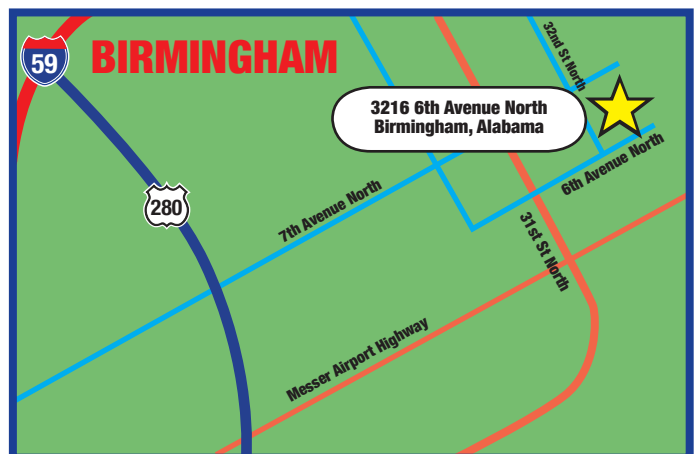 59
BIRMINGHAM
32nd St North
3216 6th Avenue North
Birmingham, Alabama
6th Avenue North
280
7th Avenue North
31st St North
Messer Airport Highway